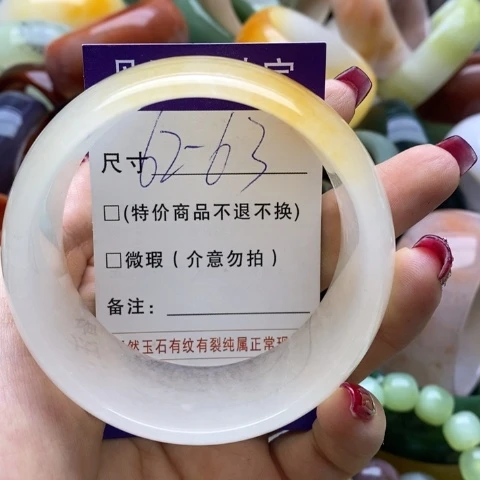 尺寸 62-63
□(特价商品不退不换)
□微瑕(介意勿拍)
备注:
然玉石有纹有裂纯属正常现